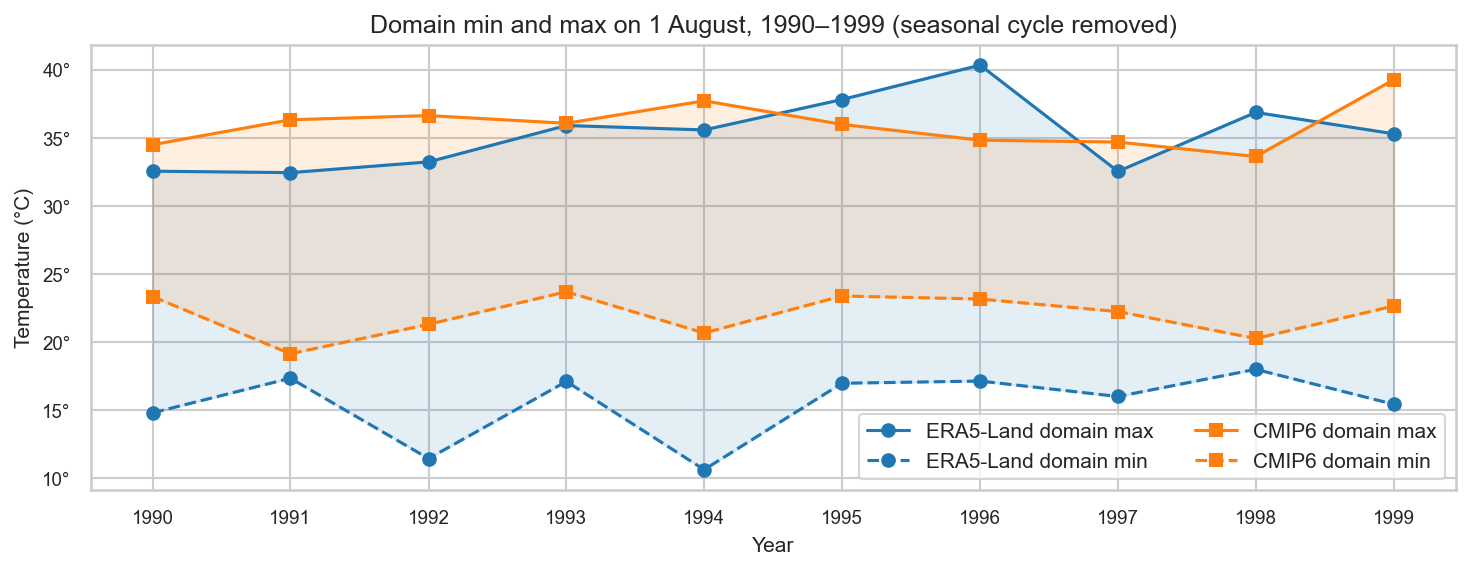 Domain min and max on 1 August, 1990–1999 (seasonal cycle removed)
Temperature (°C)
40°
35°
30°
25°
20°
15°
10°
ERA5-Land domain max
ERA5-Land domain min
CMIP6 domain max
CMIP6 domain min
1990 1991 1992 1993 1994 1995 1996 1997 1998 1999
Year